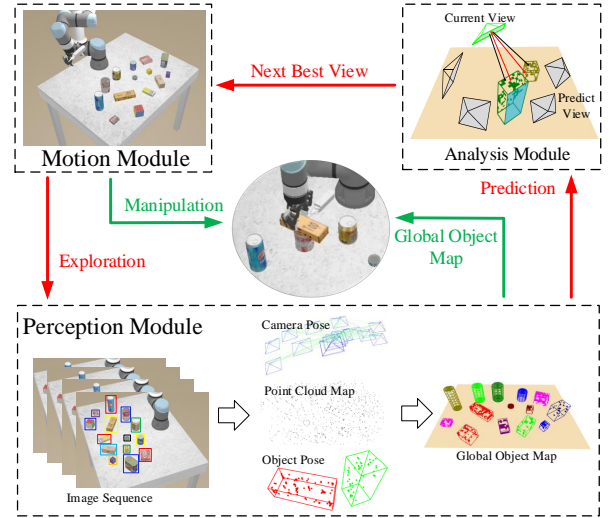 Current View
Next Best View
Predict View
Motion Module
Analysis Module
Manipulation
Prediction
Exploration
Global Object
Map
Perception Module
Camera Pose
Point Cloud Map
Object Pose
Image Sequence
Global Object Map